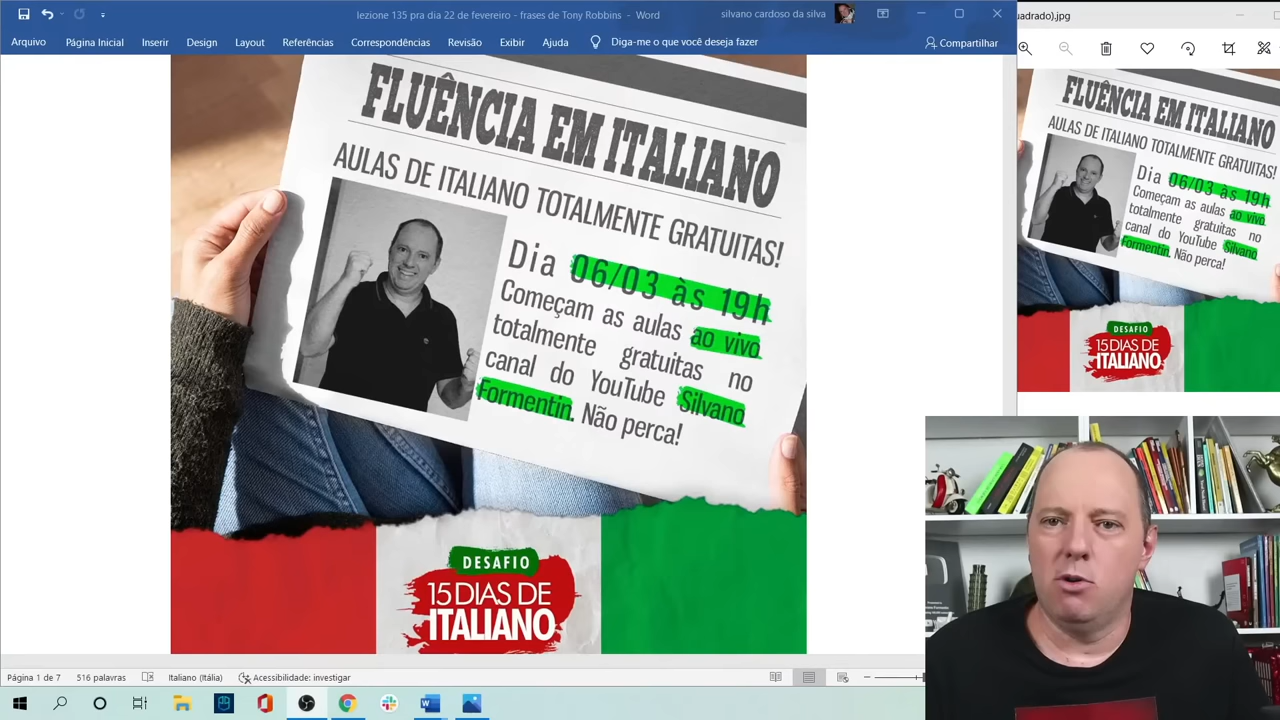 lezione 135 pra dia 22 de fevereiro - frases de Tony Robbins - Word
silvano cardoso da silva
Arquivo Página Inicial Inserir Design Layout Referências Correspondências Revisão Exibir Ajuda Diga-me o que você deseja fazer Compartilhar
FLUÊNCIA EM ITALIANO
AULAS DE ITALIANO TOTALMENTE GRATUITAS!
Dia 06/03 às 19h
Começam as aulas ao vivo
totalmente gratuitas no
canal do YouTube Silvano
Formentin. Não perca!
DESAFIO
15 DIAS DE
ITALIANO
Página 1 de 7 516 palavras Italiano (Itália) Acessibilidade: investigar
uadrado).jpg
FLUÊNCIA EM ITALIANO
AULAS DE ITALIANO TOTALMENTE GRATUITAS!
Dia 06/03 às 19h
Começam as aulas ao vivo
totalmente gratuitas no
canal do YouTube Silvano
Formentin. Não perca!
DESAFIO
15 DIAS DE
ITALIANO